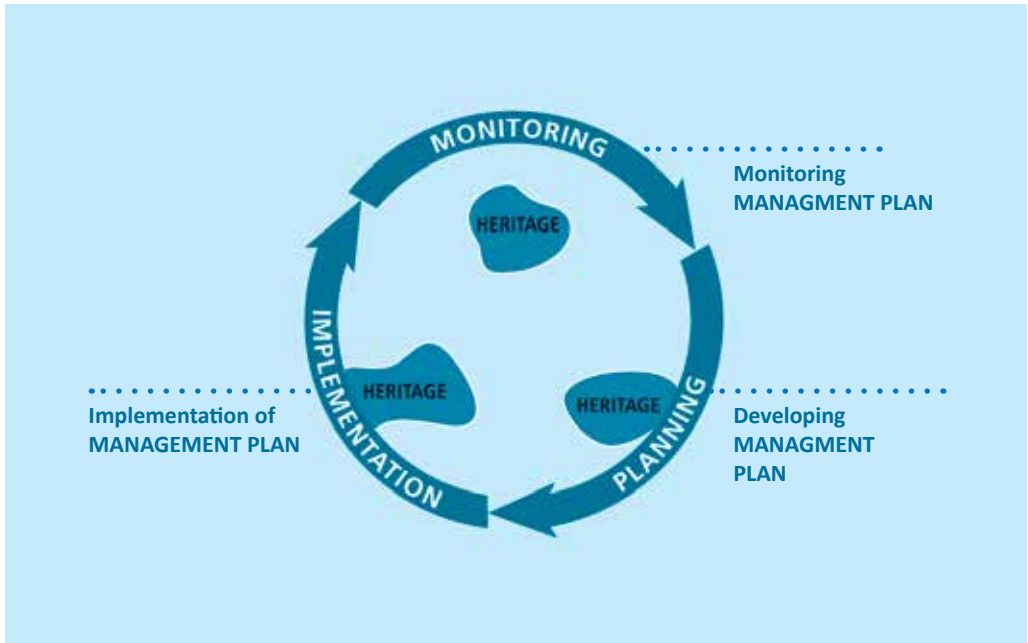 MONITORING
Monitoring
MANAGMENT PLAN
HERITAGE
IMPLEMENTATION
HERITAGE
HERITAGE
PLANNING
Implementation of
MANAGEMENT PLAN
Developing
MANAGMENT
PLAN